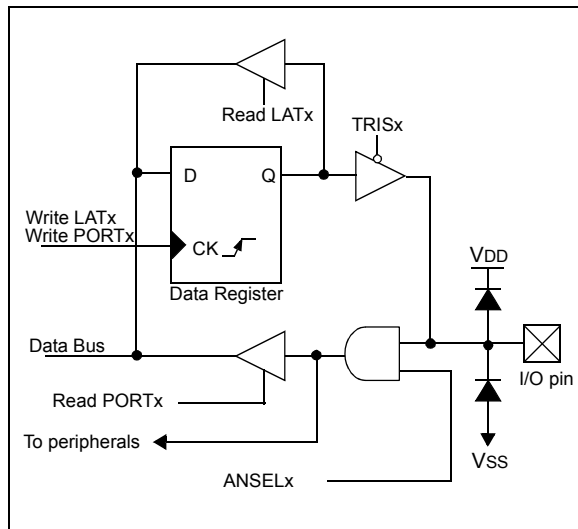 Read LATx
TRISx
D
Q
Write LATx
Write PORTx
CK
VDD
Data Register
Data Bus
I/O pin
Read PORTx
To peripherals
VSS
ANSELx